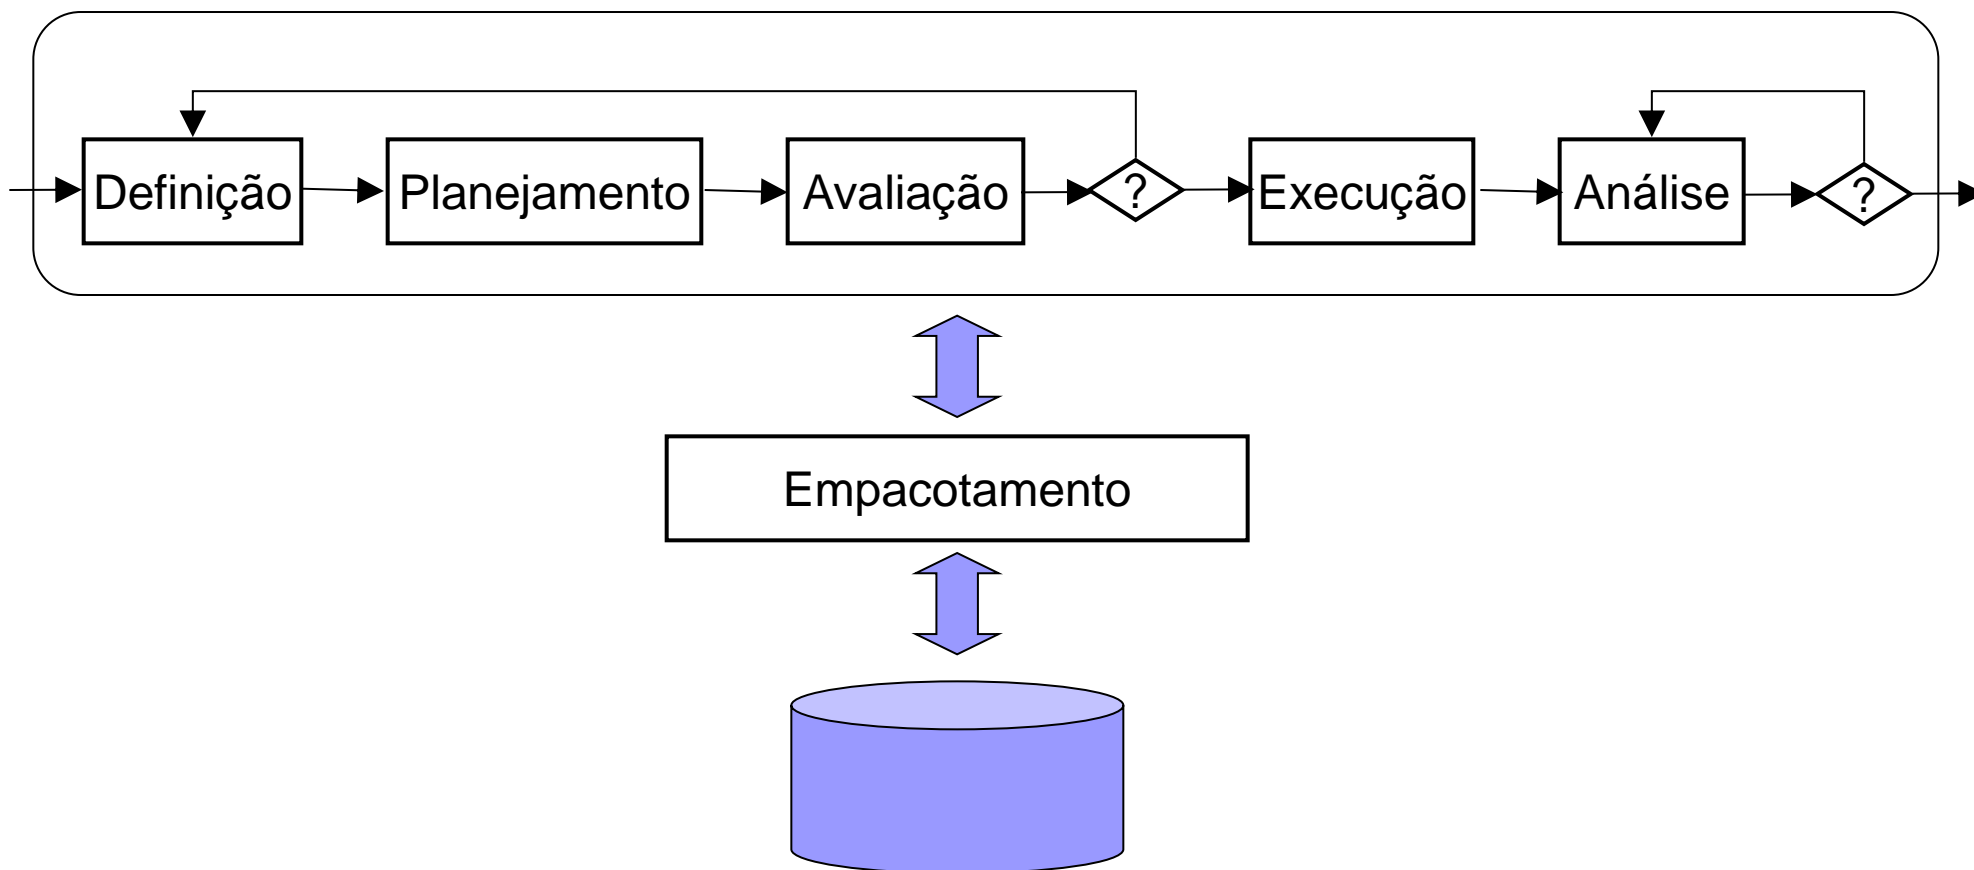 Definição
Planejamento
Avaliação
?
Execução
Análise
?
Empacotamento